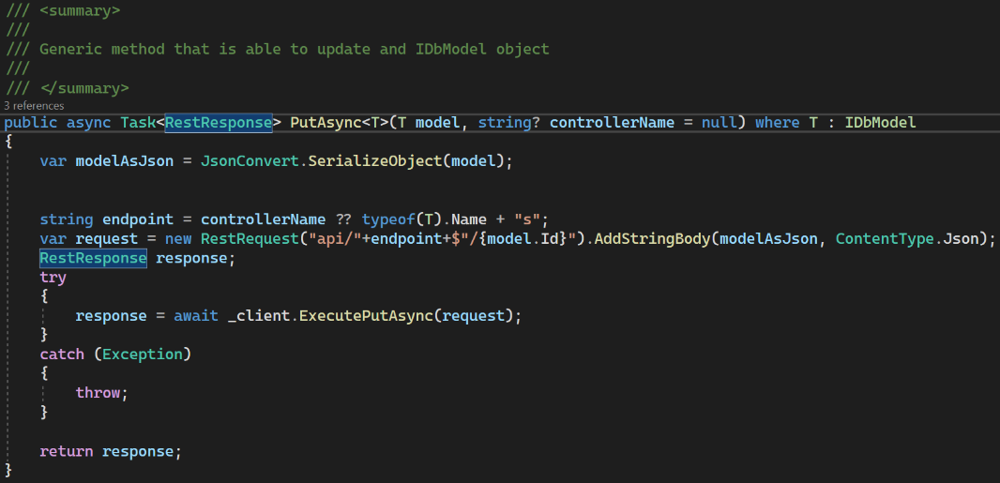 /// <summary>
///
/// Generic method that is able to update and IDbModel object
///
/// </summary>
3 references
public async Task<RestResponse> PutAsync<T>(T model, string? controllerName = null) where T : IDbModel
{
    var modelAsJson = JsonConvert.SerializeObject(model);
    string endpoint = controllerName ?? typeof(T).Name + "s";
    var request = new RestRequest("api/"+endpoint+$"/{model.Id}").AddStringBody(modelAsJson, ContentType.Json);
    RestResponse response;
    try
    {
        response = await _client.ExecutePutAsync(request);
    }
    catch (Exception)
    {
        throw;
    }
    return response;
}